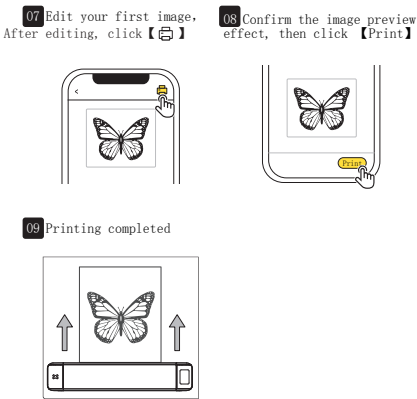 07 Edit your first image,
After editing, click【🖨】
08 Confirm the image preview
effect, then click 【Print】
Print
09 Printing completed